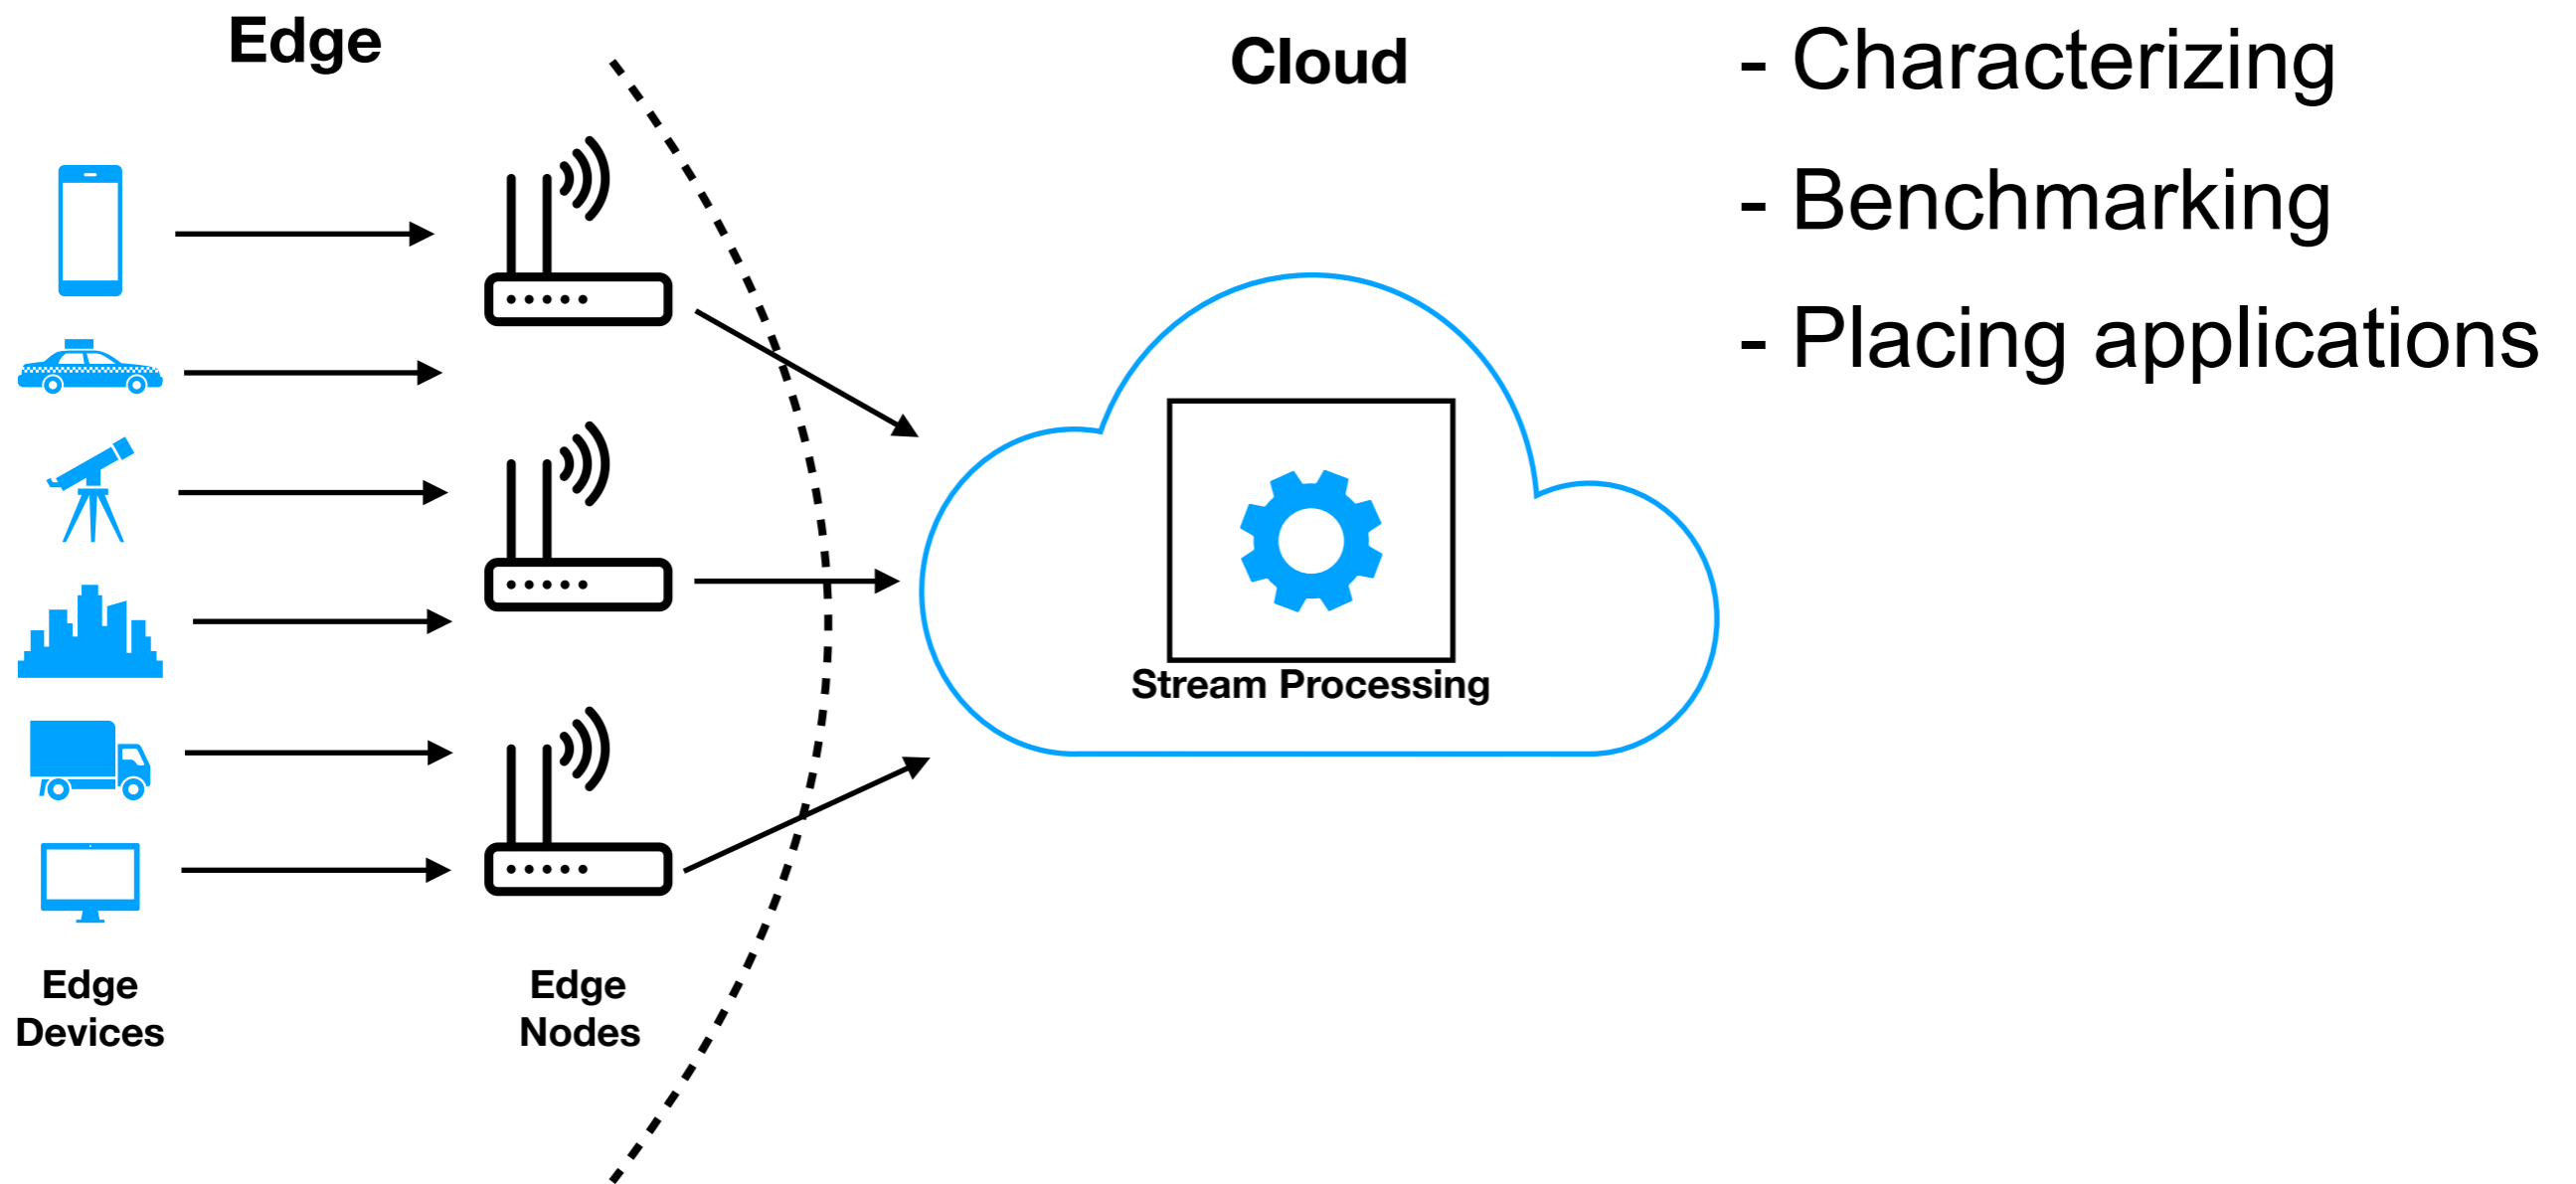 Edge
Cloud
- Characterizing
- Benchmarking
- Placing applications
Stream Processing
Edge
Devices
Edge
Nodes